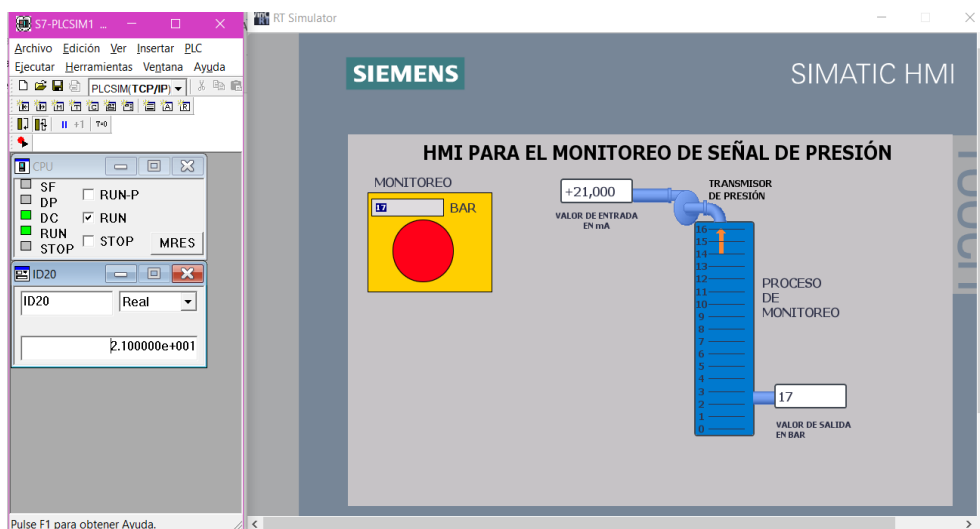 S7-PLCSIM1 ...
Archivo Edición Ver Insertar PLC
Ejecutar Herramientas Ventana Ayuda
PLCSIM(TCP/IP)
+1 T=0
CPU
SF
DP
DC
RUN
STOP
RUN-P
RUN
STOP
MRES
ID20
ID20
Real
2.100000e+001
Pulse F1 para obtener Ayuda.
RT Simulator
SIEMENS
SIMATIC HMI
TOUCH
HMI PARA EL MONITOREO DE SEÑAL DE PRESIÓN
MONITOREO
17 BAR
+21,000
VALOR DE ENTRADA
EN mA
TRANSMISOR
DE PRESIÓN
16
15
14
13
12
11
10
9
8
7
6
5
4
3
2
1
0
PROCESO
DE
MONITOREO
17
VALOR DE SALIDA
EN BAR